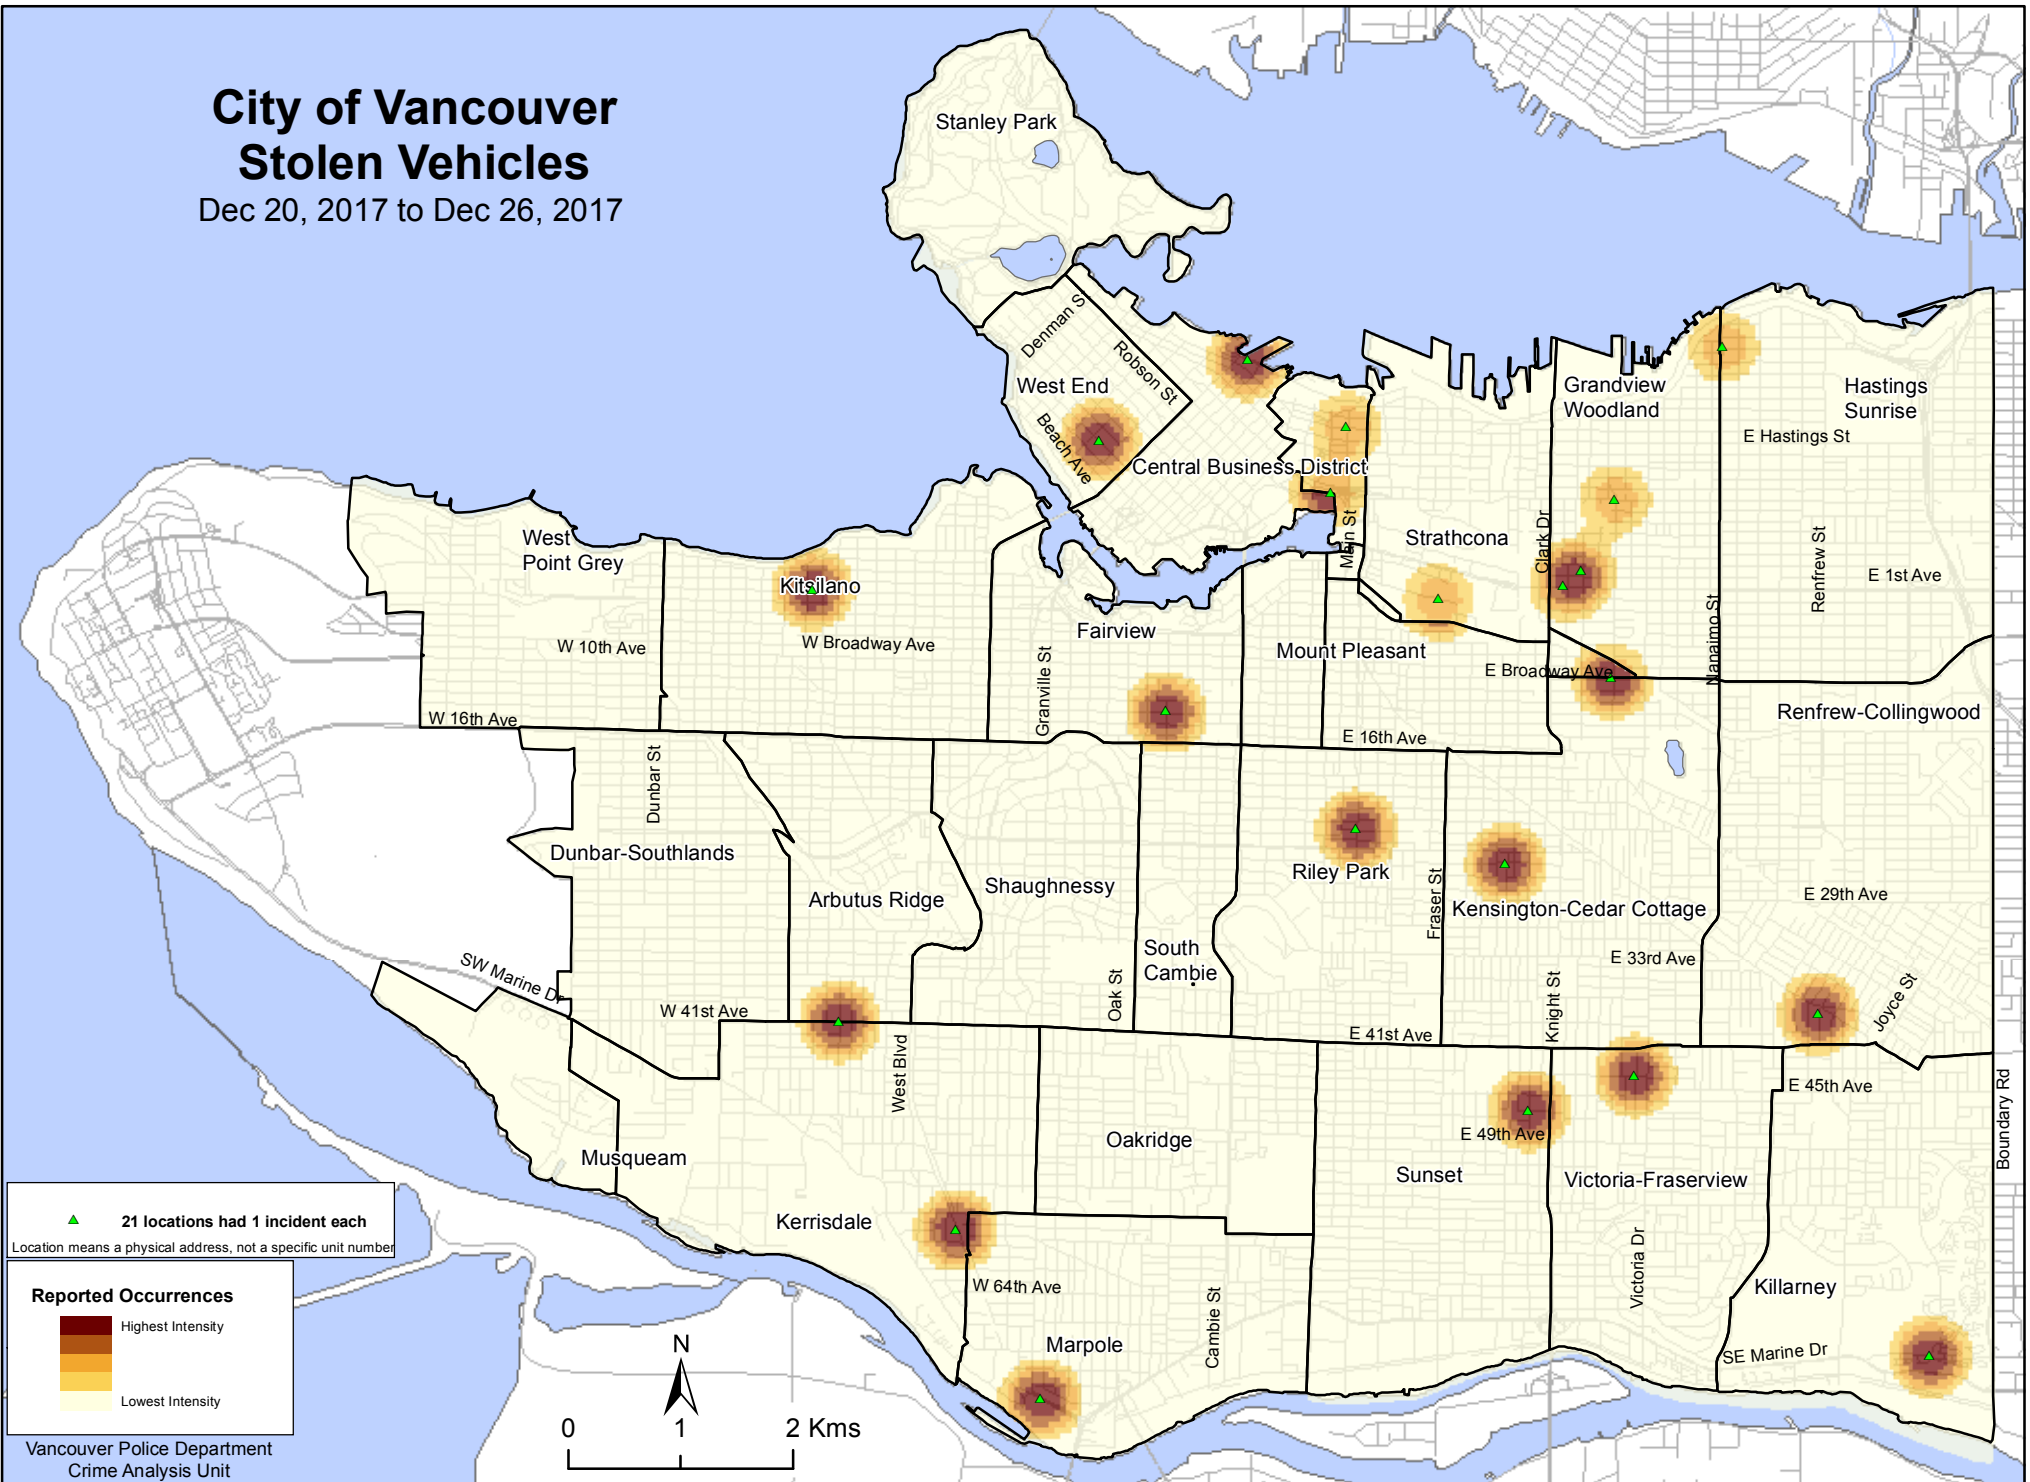 City of Vancouver
Stolen Vehicles
Dec 20, 2017 to Dec 26, 2017
Stanley Park
Denman S
Robson St
West End
Beach Ave
Central Business District
Grandview
Woodland
Hastings
Sunrise
E Hastings St
West
Point Grey
Kitsilano
Main St
Strathcona
Clark Dr
Renfrew St
E 1st Ave
W 10th Ave
W Broadway Ave
Fairview
Granville St
Mount Pleasant
E Broadway Ave
Nanaimo St
W 16th Ave
E 16th Ave
Renfrew-Collingwood
Dunbar St
Dunbar-Southlands
Arbutus Ridge
Shaughnessy
Riley Park
Fraser St
Kensington-Cedar Cottage
E 29th Ave
South
Cambie
E 33rd Ave
SW Marine Dr
W 41st Ave
Oak St
E 41st Ave
Knight St
Joyce St
West Blvd
E 45th Ave
Boundary Rd
Oakridge
E 49th Ave
Musqueam
Sunset
Victoria-Fraserview
Kerrisdale
Victoria Dr
W 64th Ave
Cambie St
Killarney
Marpole
SE Marine Dr
21 locations had 1 incident each
Location means a physical address, not a specific unit number
Reported Occurrences
Highest Intensity
Lowest Intensity
N
0 1 2 Kms
Vancouver Police Department
Crime Analysis Unit